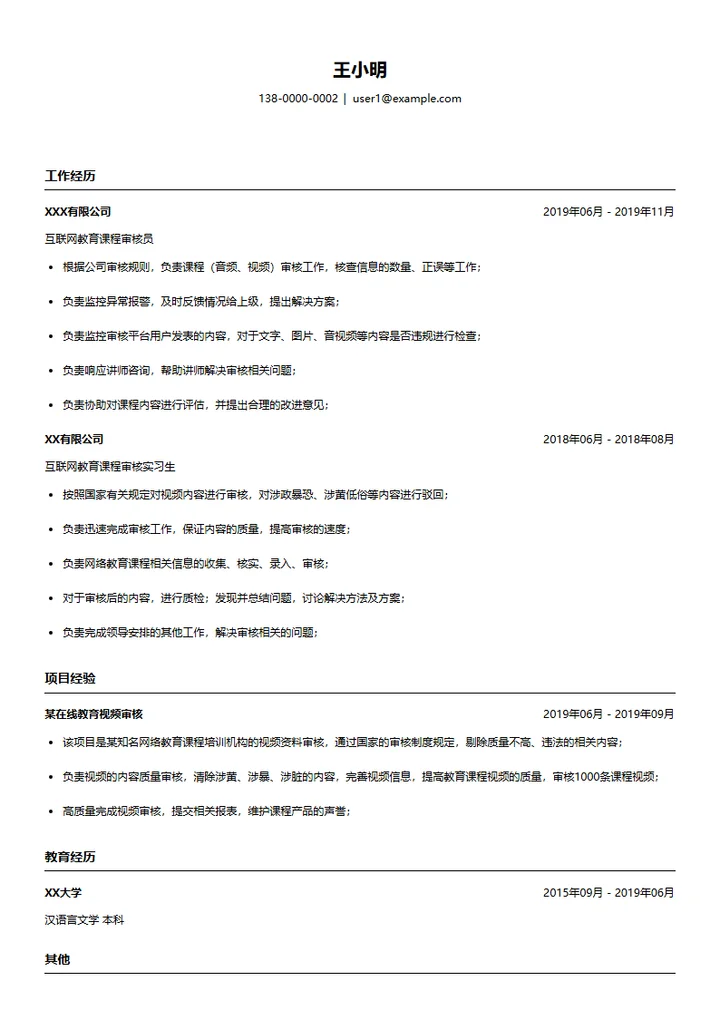 王小明
138-0000-0002 | user1@example.com
工作经历
XXX有限公司 2019年06月 - 2019年11月
互联网教育课程审核员
• 根据公司审核规则，负责课程（音频、视频）审核工作，核查信息的数量、正误等工作；
• 负责监控异常报警，及时反馈情况给上级，提出解决方案；
• 负责监控审核平台用户发表的内容，对于文字、图片、音视频等内容是否违规进行检查；
• 负责响应讲师咨询，帮助讲师解决审核相关问题；
• 负责协助对课程内容进行评估，并提出合理的改进意见；
XX有限公司 2018年06月 - 2018年08月
互联网教育课程审核实习生
• 按照国家有关规定对视频内容进行审核，对涉政暴恐、涉黄低俗等内容进行驳回；
• 负责迅速完成审核工作，保证内容的质量，提高审核的速度；
• 负责网络教育课程相关信息的收集、核实、录入、审核；
• 对于审核后的内容，进行质检；发现并总结问题，讨论解决方法及方案；
• 负责完成领导安排的其他工作，解决审核相关的问题；
项目经验
某在线教育视频审核 2019年06月 - 2019年09月
• 该项目是某知名网络教育课程培训机构的视频资料审核，通过国家的审核制度规定，剔除质量不高、违法的相关内容；
• 负责视频的内容质量审核，清除涉黄、涉暴、涉脏的内容，完善视频信息，提高教育课程视频的质量，审核1000条课程视频；
• 高质量完成视频审核，提交相关报表，维护课程产品的声誉；
教育经历
XX大学 2015年09月 - 2019年06月
汉语言文学 本科
其他